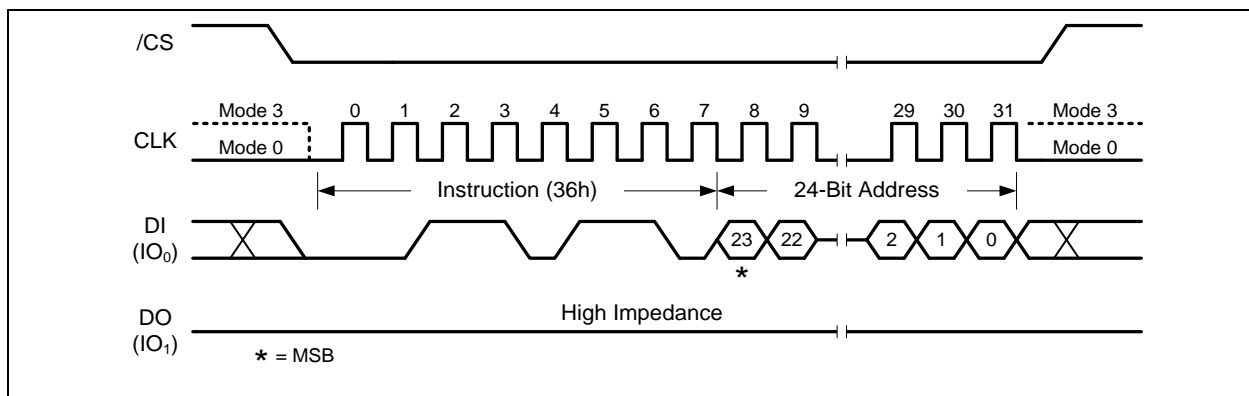 /CS
Mode 3 0 1 2 3 4 5 6 7 8 9 29 30 31 Mode 3
CLK Mode 0 Mode 0
Instruction (36h) 24-Bit Address
DI
(IO0) 23 22 2 1 0
*
DO High Impedance
(IO1)
* = MSB